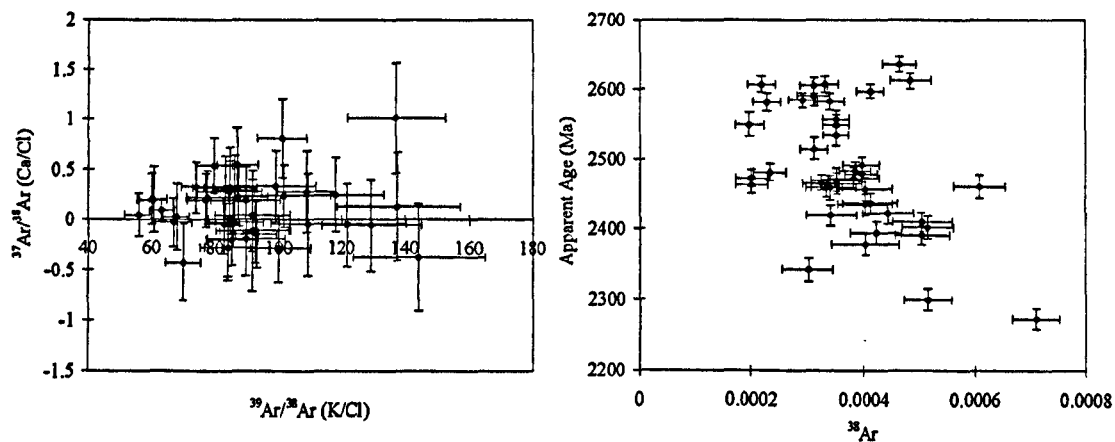 2
1.5
1
0.5
0
-0.5
-1
-1.5
40 60 80 100 120 140 160 180
³⁷Ar/³⁸Ar (Ca/Cl)
³⁹Ar/³⁸Ar (K/Cl)
2700
2600
2500
2400
2300
2200
0 0.0002 0.0004 0.0006 0.0008
Apparent Age (Ma)
³⁸Ar